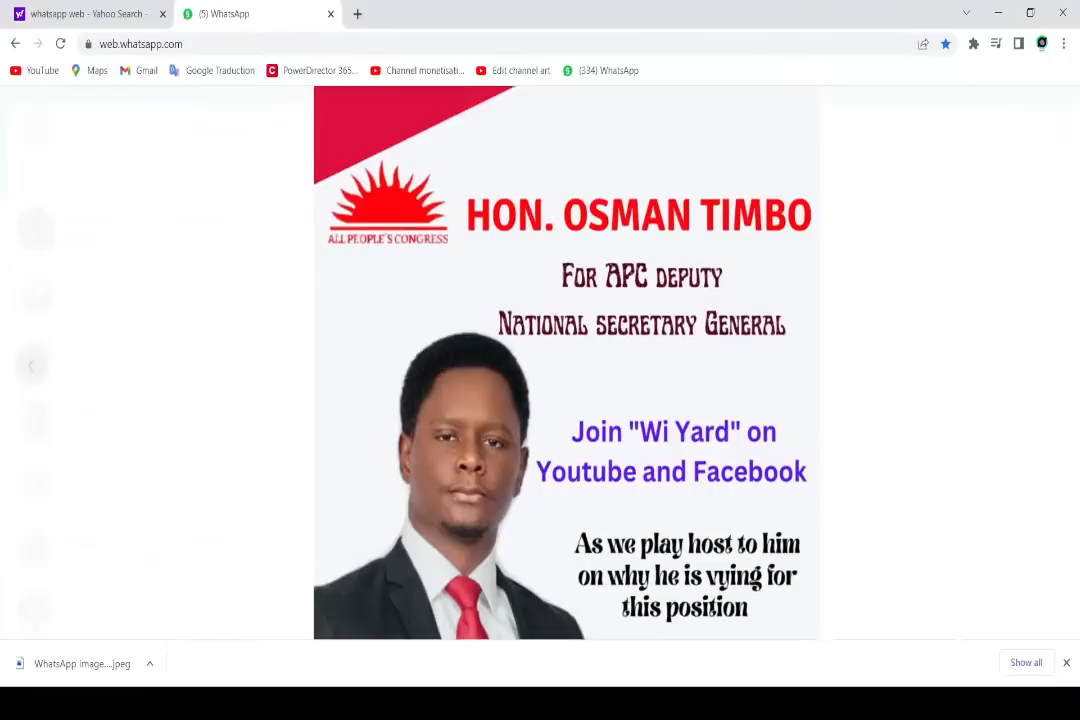 whatsapp web - Yahoo Search -
(5) WhatsApp
web.whatsapp.com
YouTube
Maps
Gmail
Google Traduction
PowerDirector 365...
Channel monetisati...
Edit channel art
(334) WhatsApp
ALL PEOPLE'S CONGRESS
HON. OSMAN TIMBO
FOR APC DEPUTY
NATIONAL SECRETARY GENERAL
Join "Wi Yard" on
Youtube and Facebook
As we play host to him
on why he is vying for
this position
WhatsApp image....jpeg
Show all